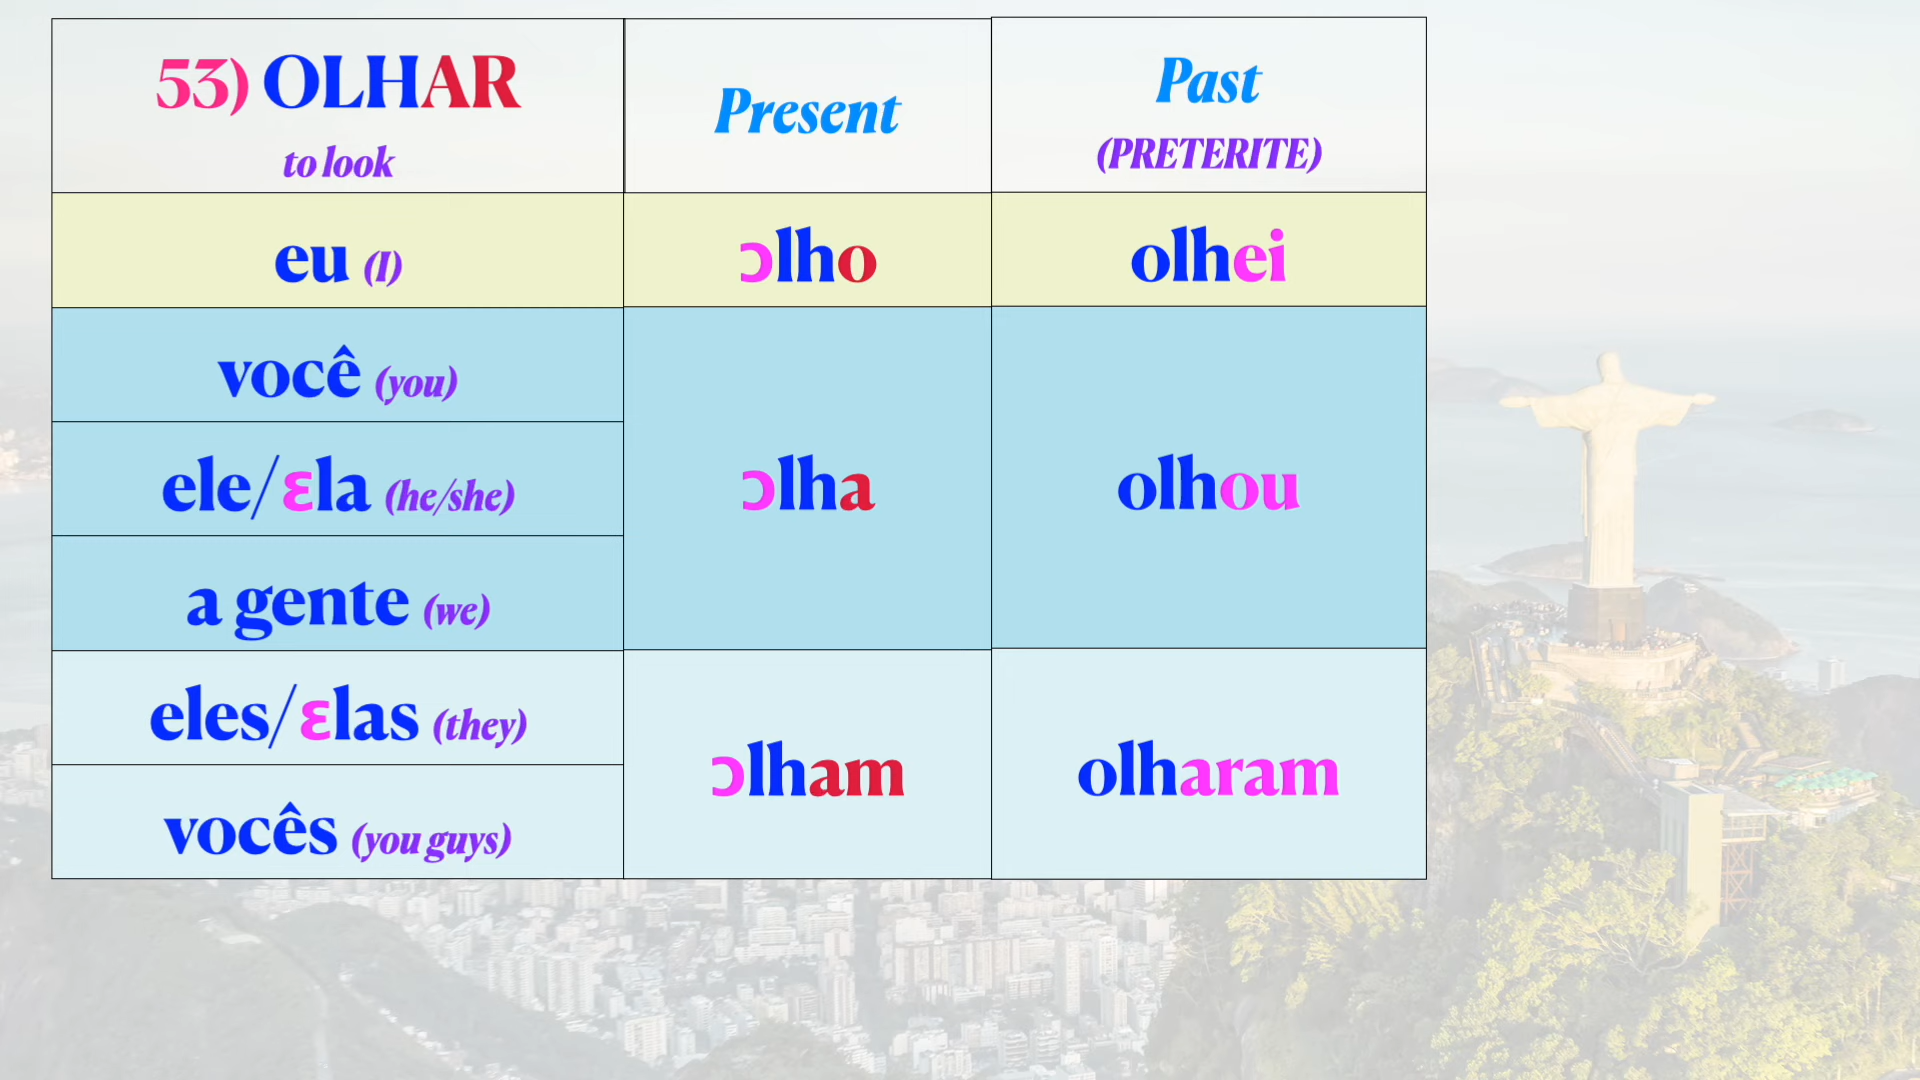 53) OLHAR
to look
Present
Past
(PRETERITE)
eu (I)
ɔlho
olhei
você (you)
ele/ɛla (he/she)
a gente (we)
ɔlha
olhou
eles/ɛlas (they)
vocês (you guys)
ɔlham
olharam